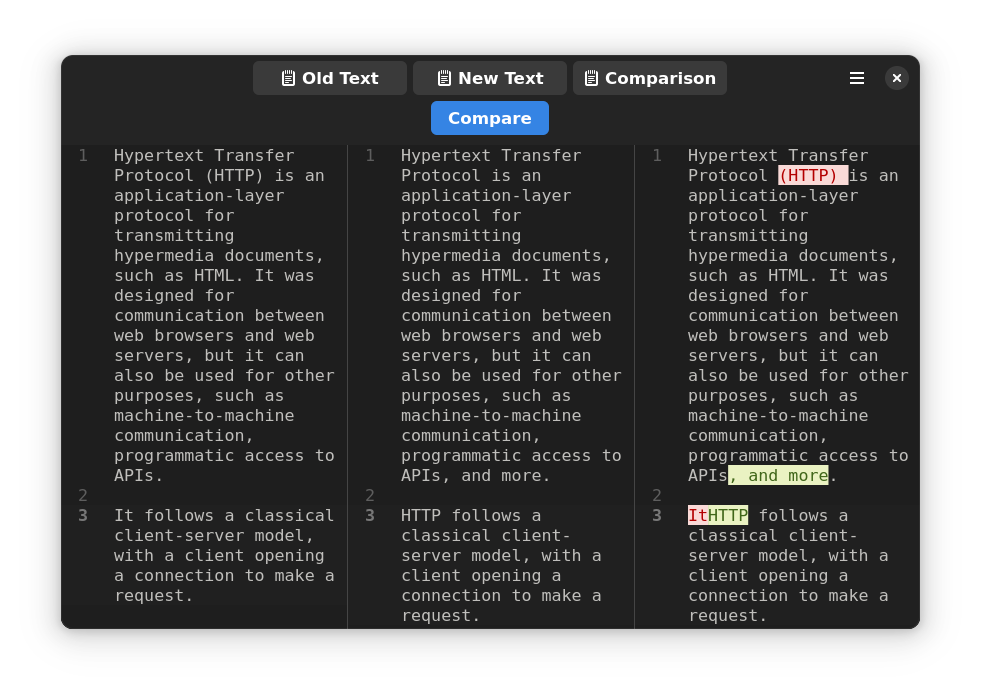 Old Text
New Text
Comparison
Compare
1 Hypertext Transfer
Protocol (HTTP) is an
application-layer
protocol for
transmitting
hypermedia documents,
such as HTML. It was
designed for
communication between
web browsers and web
servers, but it can
also be used for other
purposes, such as
machine-to-machine
communication,
programmatic access to
APIs.
2
3 It follows a classical
client-server model,
with a client opening
a connection to make a
request.
1 Hypertext Transfer
Protocol is an
application-layer
protocol for
transmitting
hypermedia documents,
such as HTML. It was
designed for
communication between
web browsers and web
servers, but it can
also be used for other
purposes, such as
machine-to-machine
communication,
programmatic access to
APIs, and more.
2
3 HTTP follows a
classical client-
server model, with a
client opening a
connection to make a
request.
1 Hypertext Transfer
Protocol (HTTP) is an
application-layer
protocol for
transmitting
hypermedia documents,
such as HTML. It was
designed for
communication between
web browsers and web
servers, but it can
also be used for other
purposes, such as
machine-to-machine
communication,
programmatic access to
APIs, and more.
2
3 ItHTTP follows a
classical client-
server model, with a
client opening a
connection to make a
request.